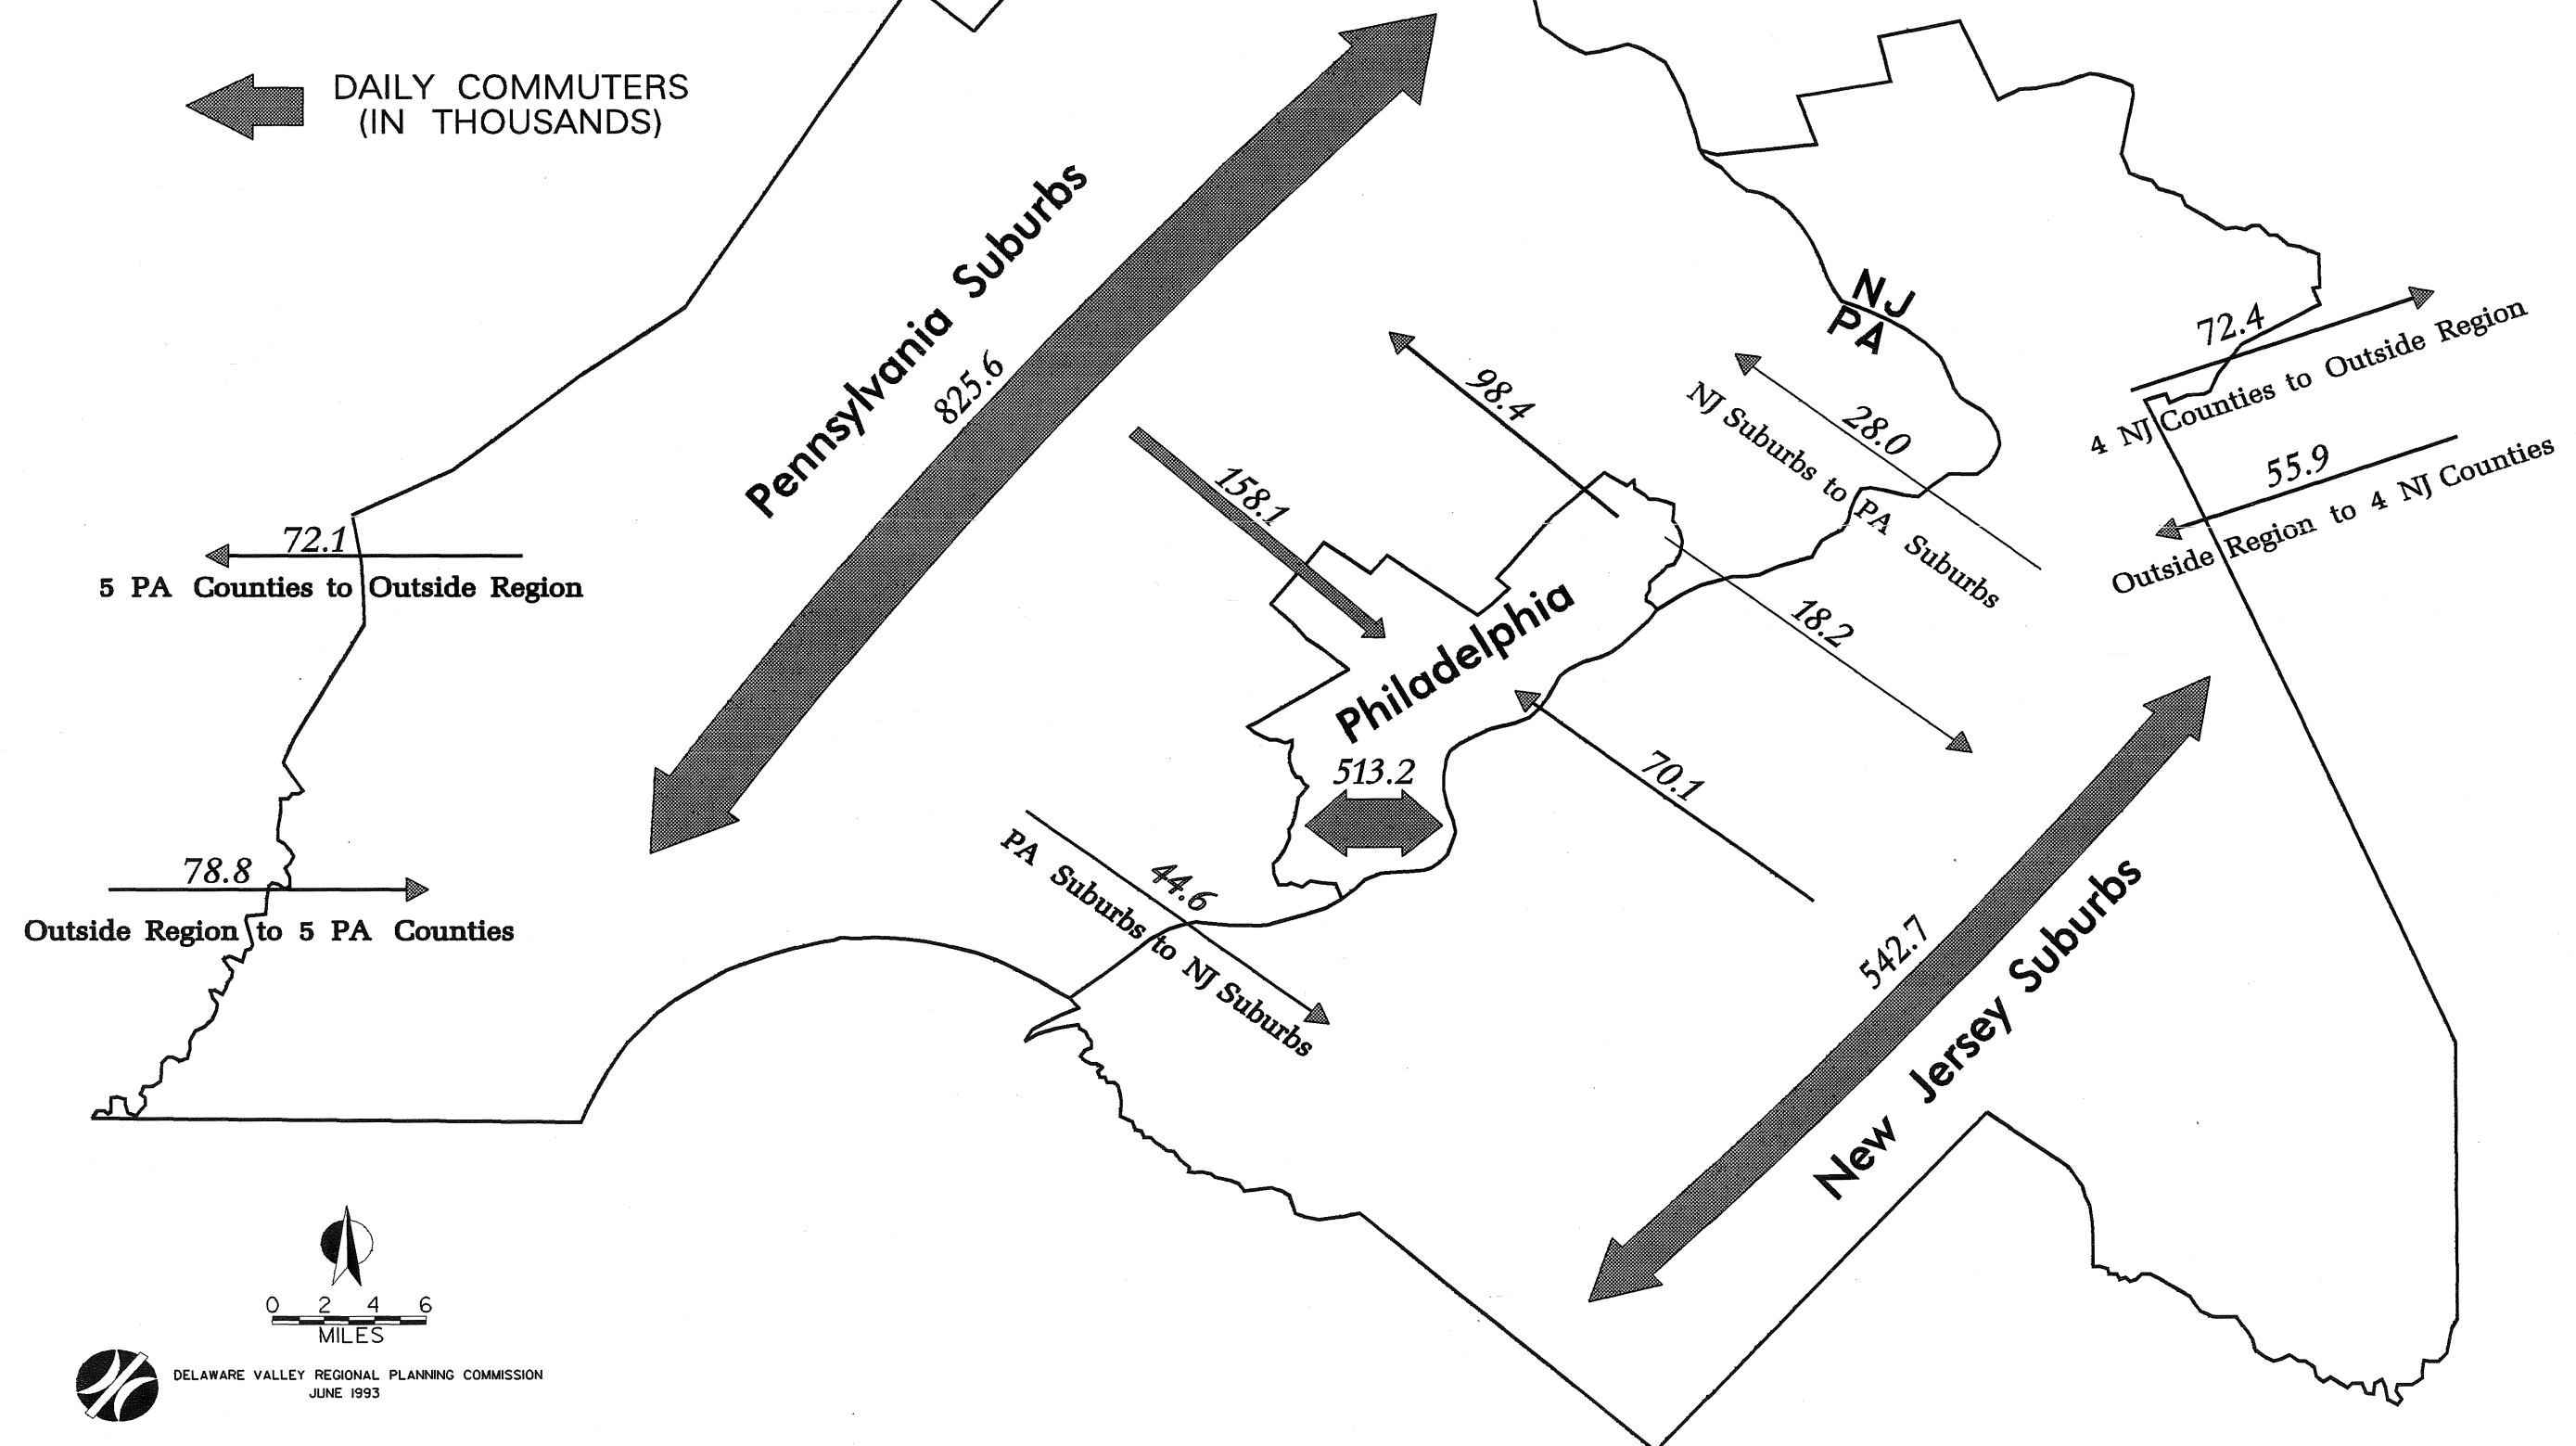 DAILY COMMUTERS
(IN THOUSANDS)
Pennsylvania Suburbs
825.6
NJ
PA
72.4
4 NJ Counties to Outside Region
98.4
28.0
NJ Suburbs to PA Suburbs
55.9
Outside Region to 4 NJ Counties
158.1
72.1
5 PA Counties to Outside Region
Philadelphia
18.2
513.2
70.1
78.8
Outside Region to 5 PA Counties
44.6
PA Suburbs to NJ Suburbs
542.7
New Jersey Suburbs
0 2 4 6
MILES
DELAWARE VALLEY REGIONAL PLANNING COMMISSION
JUNE 1993